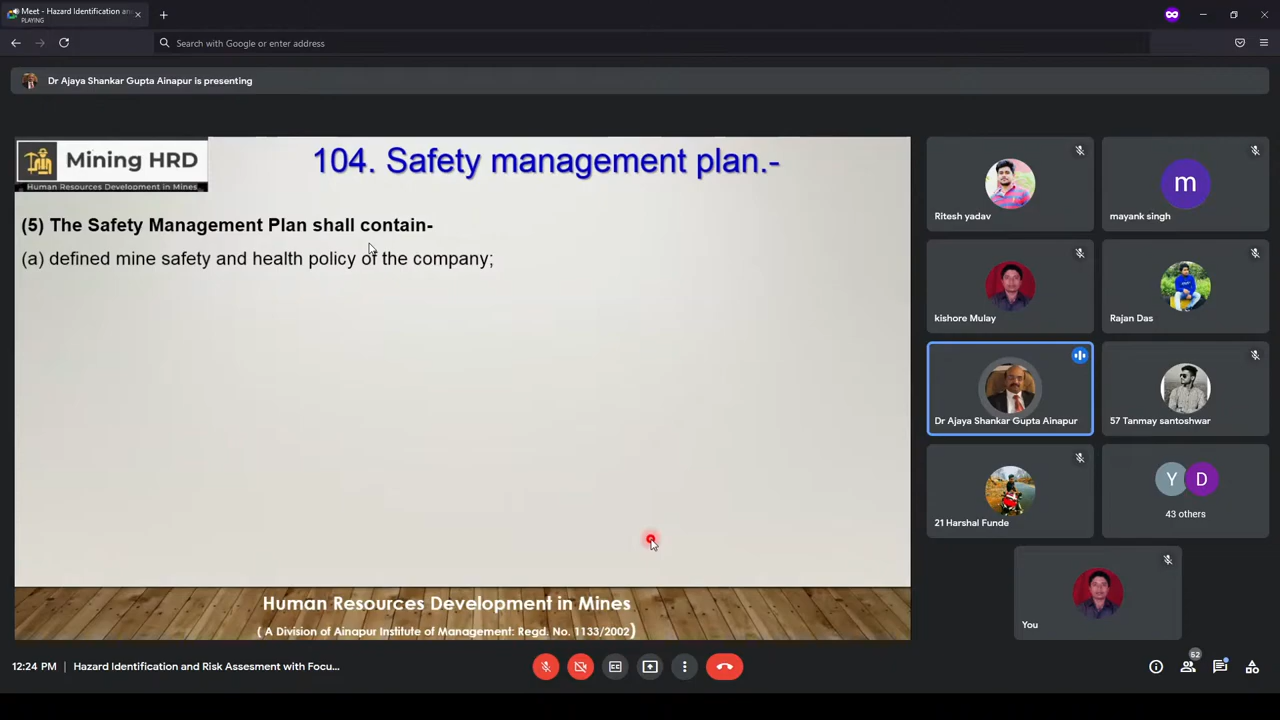 Meet - Hazard Identification an
PLAYING
Search with Google or enter address
Dr Ajaya Shankar Gupta Ainapur is presenting
Mining HRD
Human Resources Development in Mines
104. Safety management plan.-
(5) The Safety Management Plan shall contain-
(a) defined mine safety and health policy of the company;
Human Resources Development in Mines
( A Division of Ainapur Institute of Management: Regd. No. 1133/2002)
Ritesh yadav
m
mayank singh
kishore Mulay
Rajan Das
Dr Ajaya Shankar Gupta Ainapur
57 Tanmay santoshwar
21 Harshal Funde
Y D
43 others
You
12:24 PM | Hazard Identification and Risk Assesment with Focu...
52